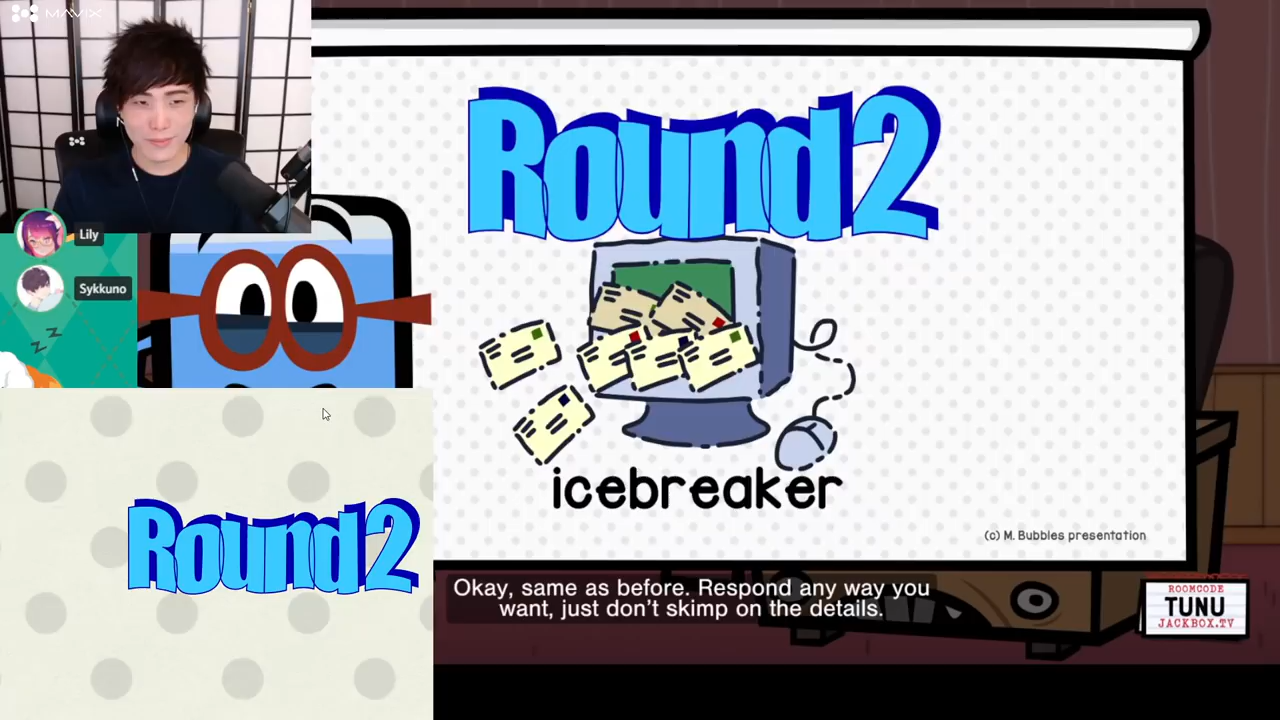 MAVIX
Lily
Sykkuno
z z z
Round 2
icebreaker
(c) M. Bubbles presentation
Okay, same as before. Respond any way you
want, just don't skimp on the details.
ROOMCODE
TUNU
JACKBOX.TV
Round 2